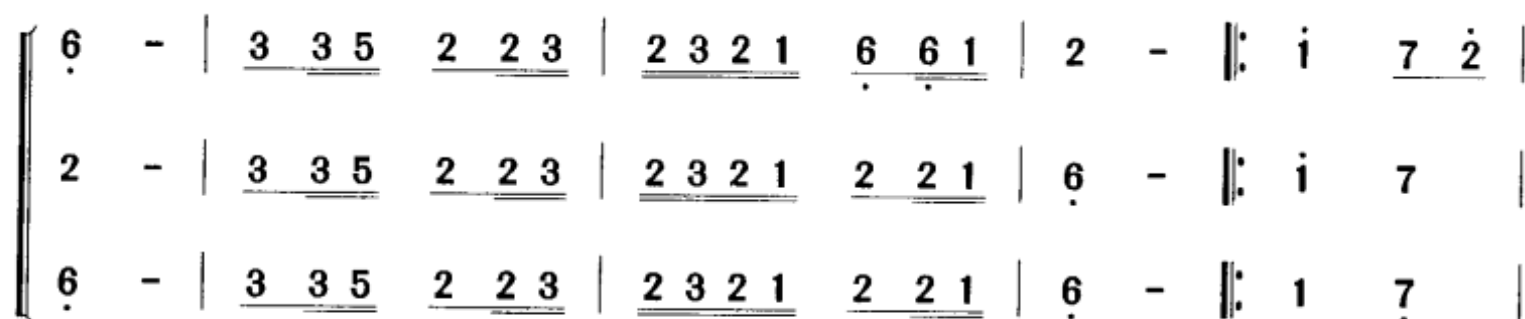 6̣ - | 3 3 5 2 2 3 | 2 3 2 1 6̣ 6̣ 1 | 2 - ‖: 1̇ 7 2̇ |
2 - | 3 3 5 2 2 3 | 2 3 2 1 2 2 1 | 6̣ - ‖: 1̇ 7 |
6̣ - | 3 3 5 2 2 3 | 2 3 2 1 2 2 1 | 6̣ - ‖: 1 7̣ |